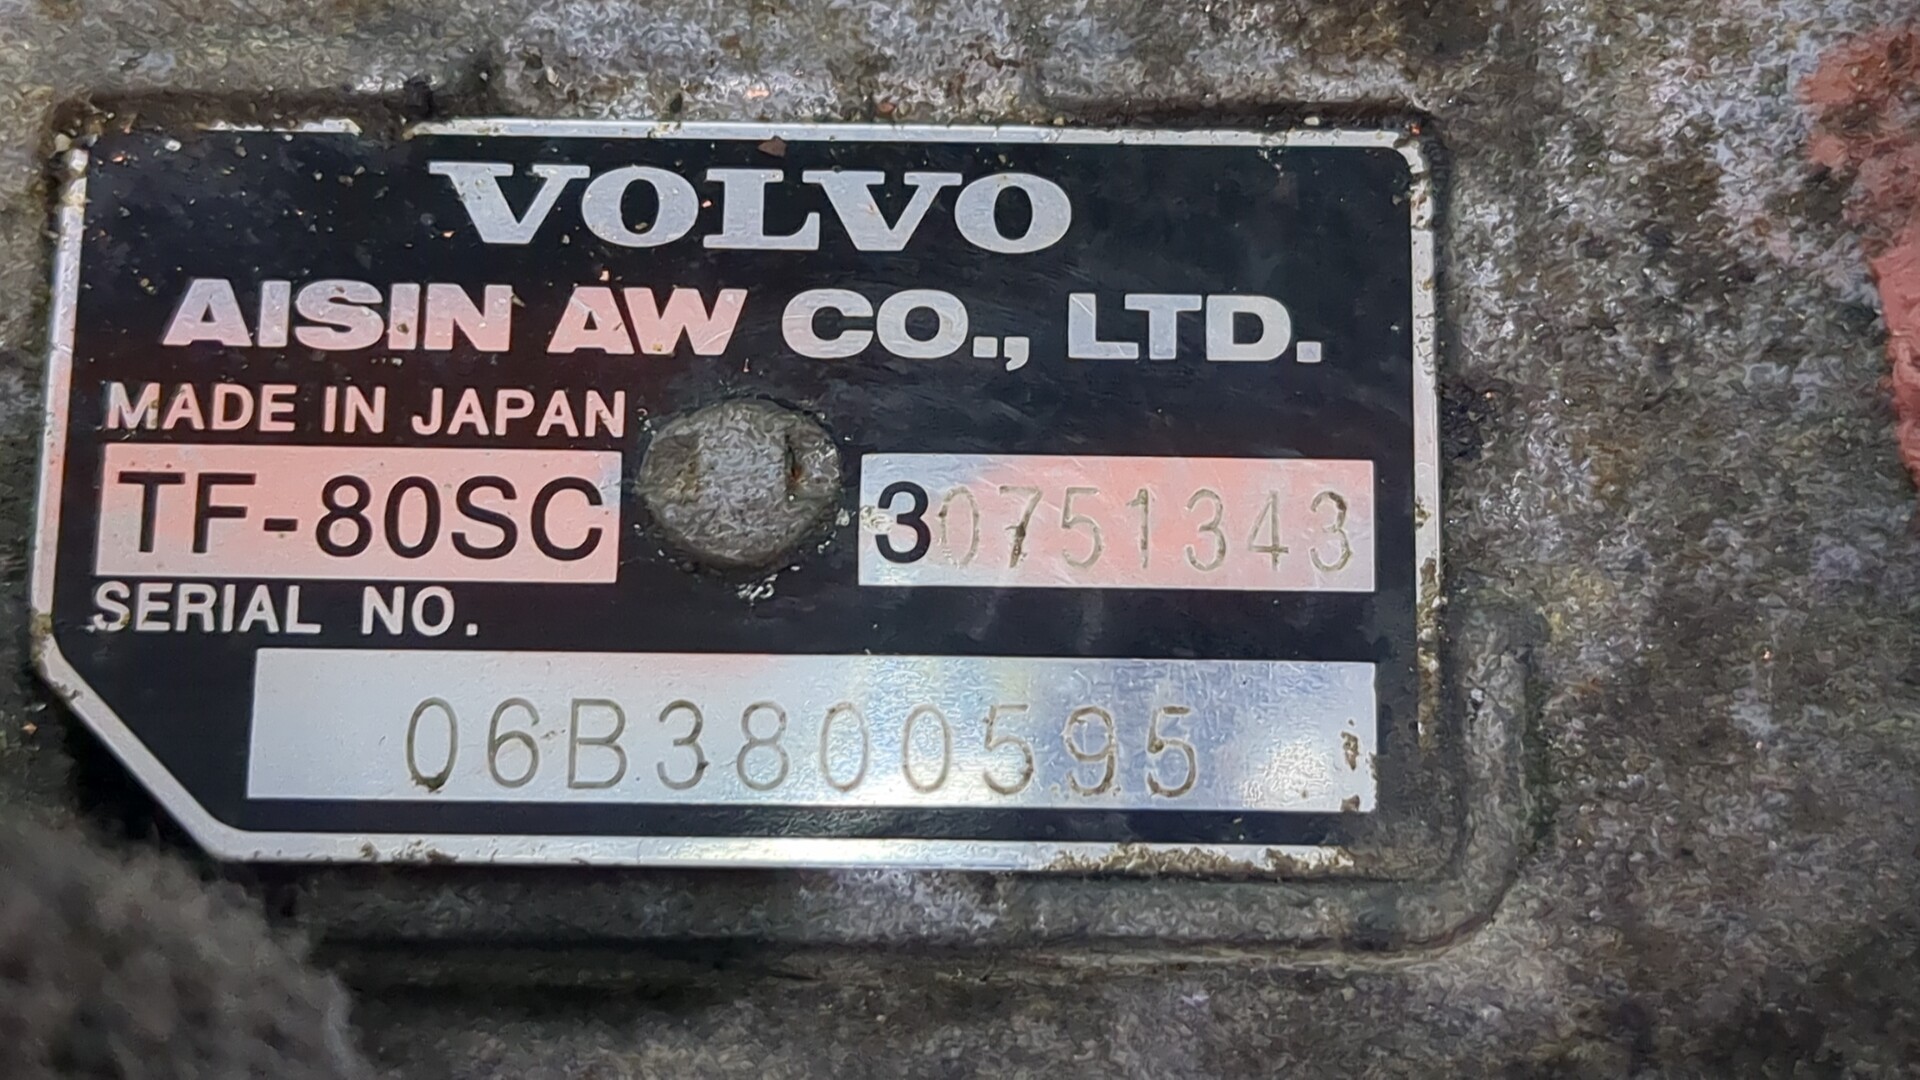 VOLVO
AISIN AW CO., LTD.
MADE IN JAPAN
TF-80SC 30751343
SERIAL NO.
06B3800595